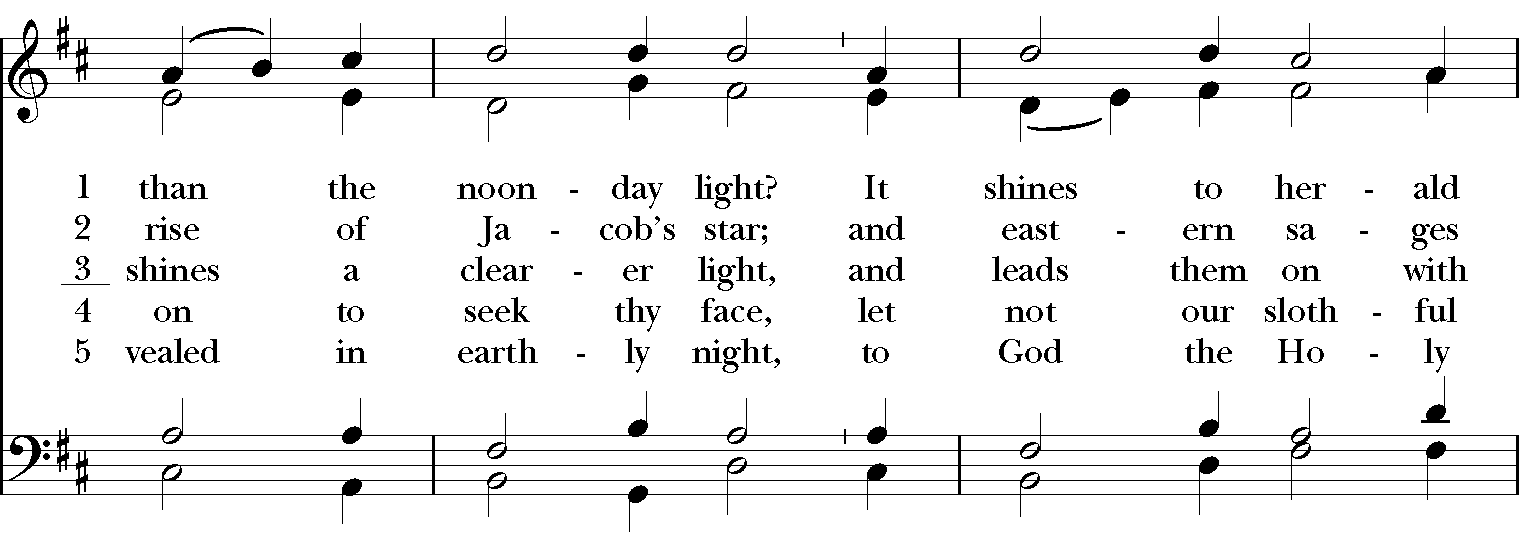 1 than the noon - day light? It shines to her - ald
2 rise of Ja - cob's star; and east - ern sa - ges
3 shines a clear - er light, and leads them on with
4 on to seek thy face, let not our sloth - ful
5 vealed in earth - ly night, to God the Ho - ly